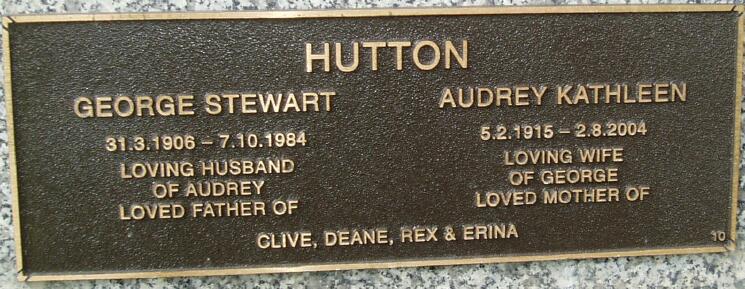 HUTTON
GEORGE STEWART
31.3.1906 – 7.10.1984
LOVING HUSBAND
OF AUDREY
LOVED FATHER OF
AUDREY KATHLEEN
5.2.1915 – 2.8.2004
LOVING WIFE
OF GEORGE
LOVED MOTHER OF
CLIVE, DEANE, REX & ERINA
10